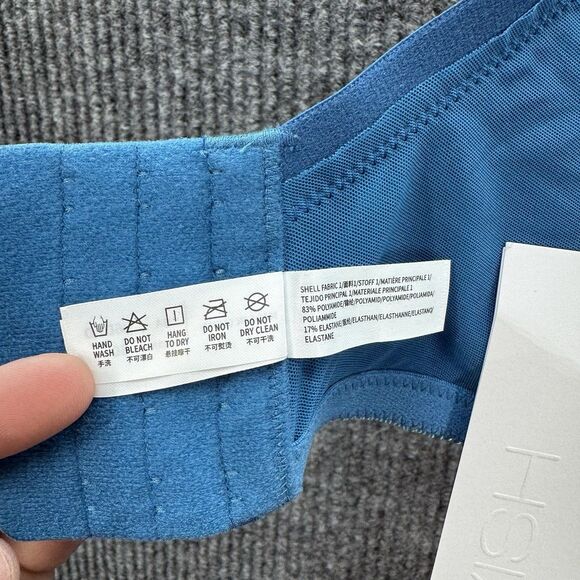 HAND WASH
手洗
DO NOT BLEACH
不可漂白
HANG TO DRY
悬挂晾干
DO NOT IRON
不可熨烫
DO NOT DRY CLEAN
不可干洗
SHELL FABRIC 1/面料1/STOFF 1/MATIÈRE PRINCIPALE 1/
TEJIDO PRINCIPAL 1/MATERIALE PRINCIPALE 1
83% POLYAMIDE/锦纶/POLYAMID/POLYAMIDE/POLIAMIDA/
POLIAMMIDE
17% ELASTANE/氨纶/ELASTHAN/ELASTHANNE/ELASTANO/
ELASTANE